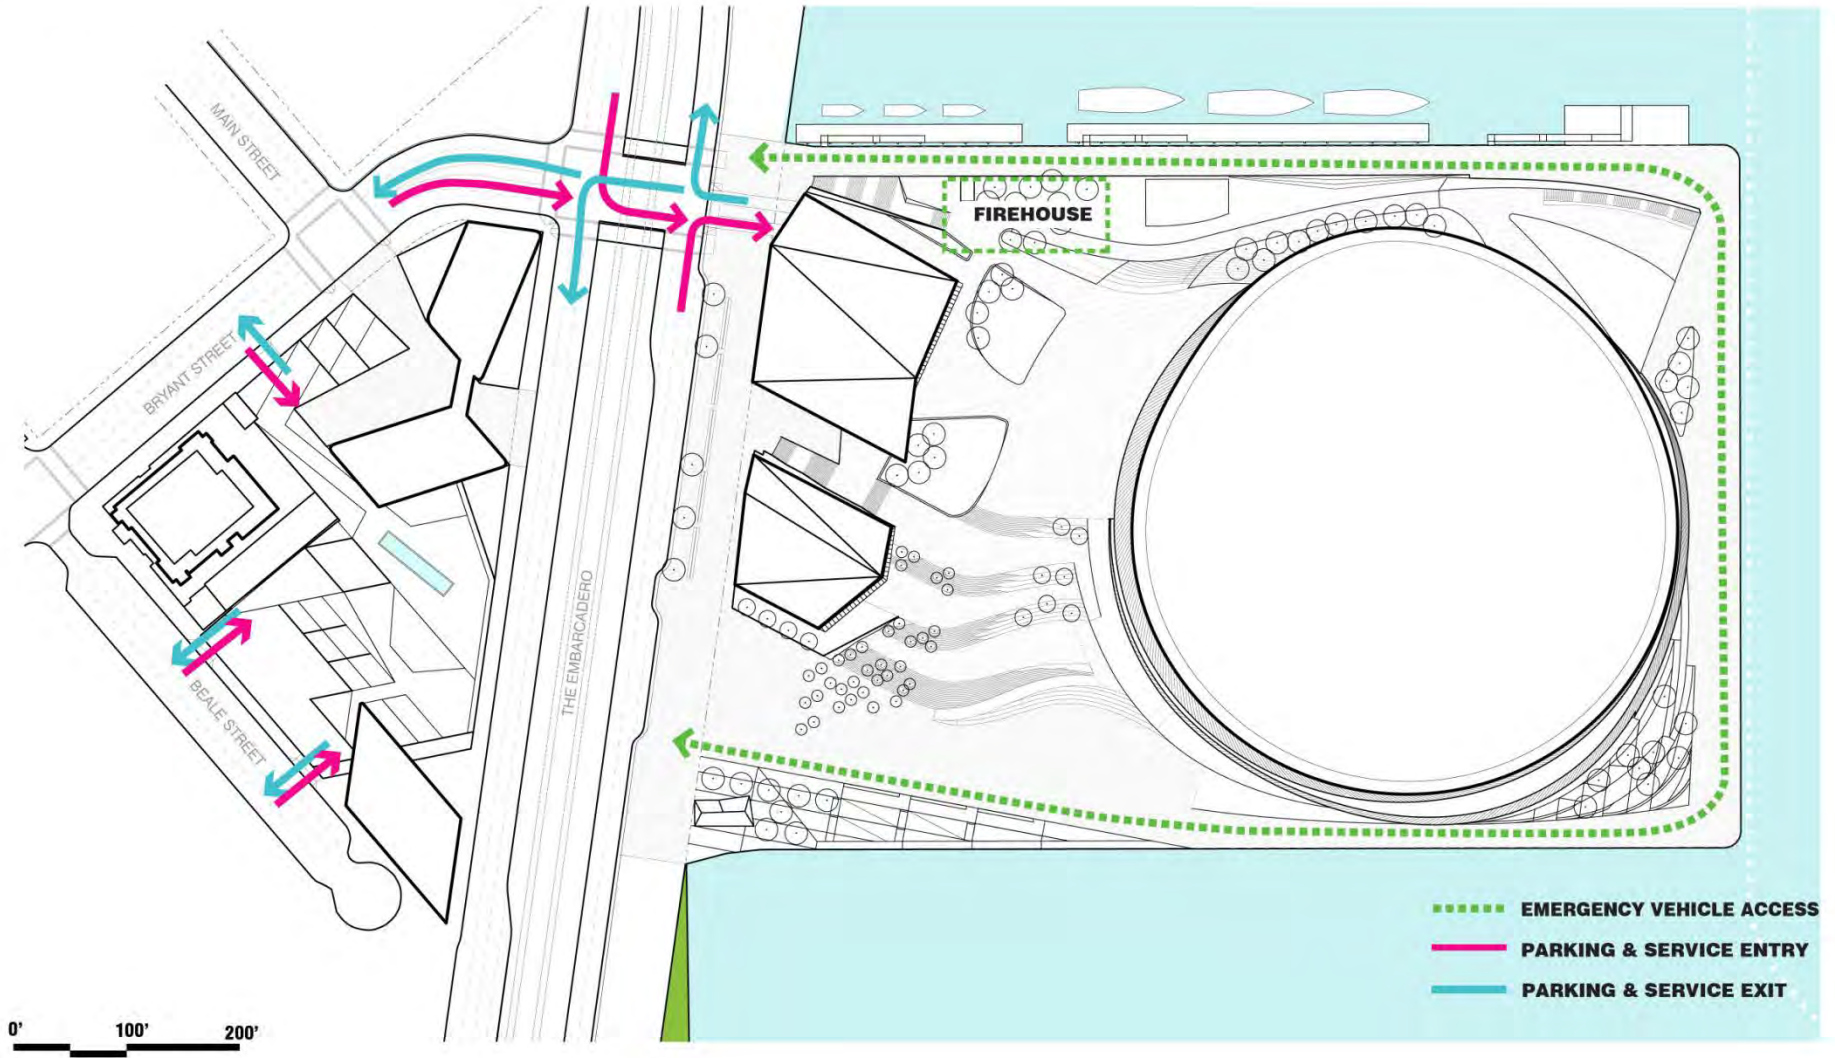 MAIN STREET
FIREHOUSE
BRYANT STREET
THE EMBARCADERO
BEALE STREET
EMERGENCY VEHICLE ACCESS
PARKING & SERVICE ENTRY
PARKING & SERVICE EXIT
0' 100' 200'